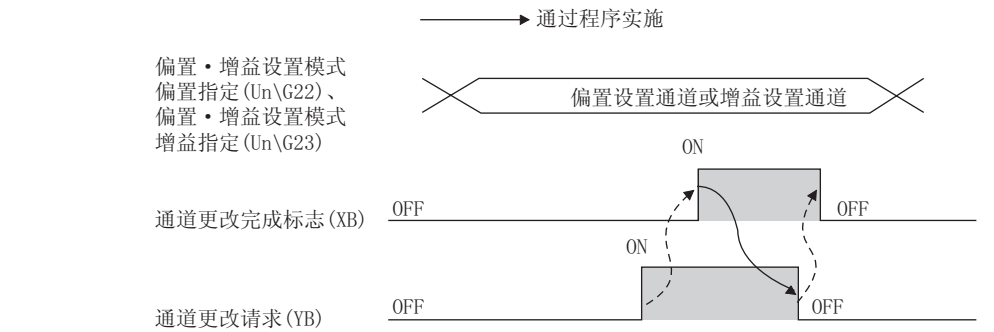 通过程序实施
偏置·增益设置模式
偏置指定(Un\G22)、
偏置·增益设置模式
增益指定(Un\G23)
偏置设置通道或增益设置通道
ON
通道更改完成标志(XB)
OFF
OFF
ON
通道更改请求(YB)
OFF
OFF